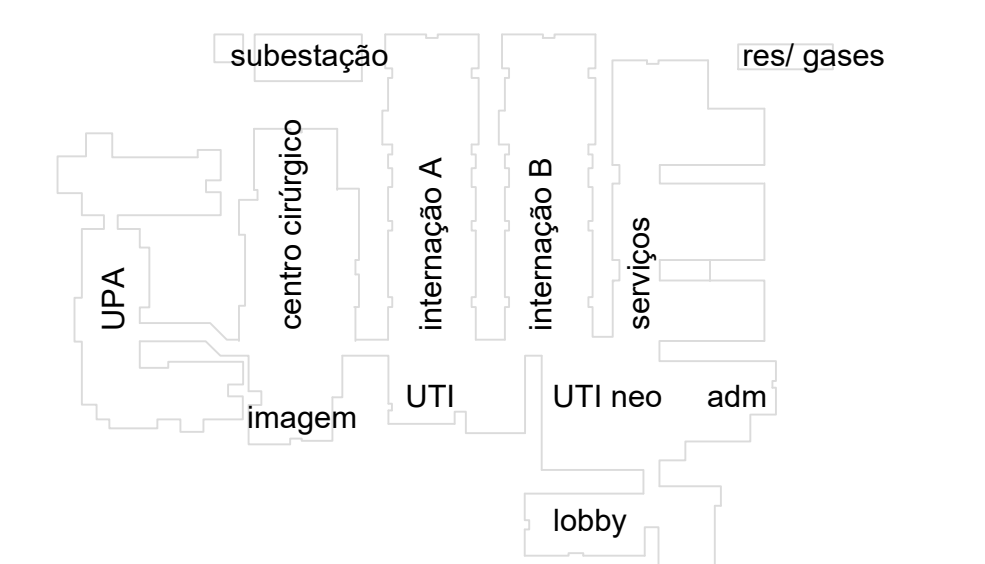 subestação
res/ gases
centro cirúrgico
internação A
internação B
serviços
UPA
UTI
UTI neo
adm
imagem
lobby